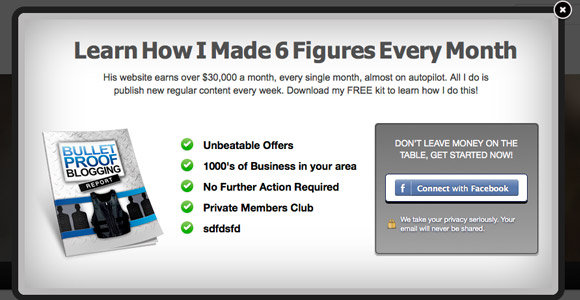 Learn How I Made 6 Figures Every Month
His website earns over $30,000 a month, every single month, almost on autopilot. All I do is
publish new regular content every week. Download my FREE kit to learn how I do this!
BULLET
PROOF
BLOGGING
REPORT
Unbeatable Offers
1000's of Business in your area
No Further Action Required
Private Members Club
sdfdsfd
DON'T LEAVE MONEY ON THE
TABLE, GET STARTED NOW!
f Connect with Facebook
We take your privacy seriously. Your
email will never be shared.